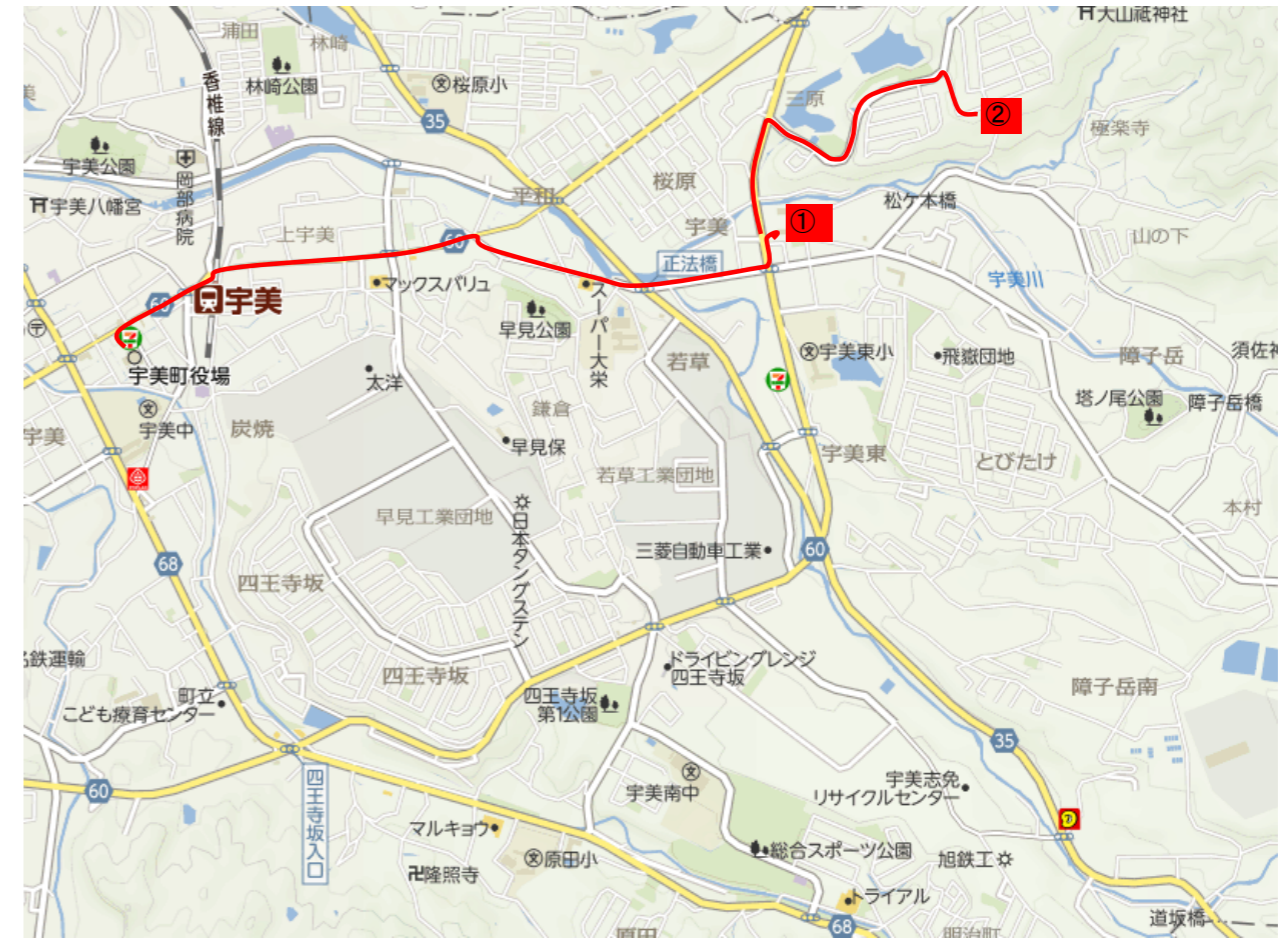 大山祗神社
浦田
林崎
香椎線
林崎公園
桜原小
35
三原
②
極楽寺
宇美公園
岡部病院
宇美八幡宮
平和
桜原
松ケ本橋
宇美
①
山の下
上宇美
60
正法橋
宇美川
マックスバリュ
スーパー大栄
60
宇美
早見公園
若草
宇美東小
飛嶽団地
障子岳
須佐神
宇美町役場
太洋
塔ノ尾公園
障子岳橋
宇美中
鎌倉
宇美
炭焼
早見保
宇美東
とびたけ
若草工業団地
本村
早見工業団地
日本タングステン
三菱自動車工業
60
68
四王寺坂
名鉄運輸
ドライビングレンジ
四王寺坂
四王寺坂
四王寺坂
第1公園
障子岳南
町立
こども療育センター
35
60
四王寺坂入口
宇美南中
宇美志免
リサイクルセンター
マルキョウ
原田小
総合スポーツ公園
旭鉄工
隆照寺
トライアル
68
道坂橋
原田
明治町